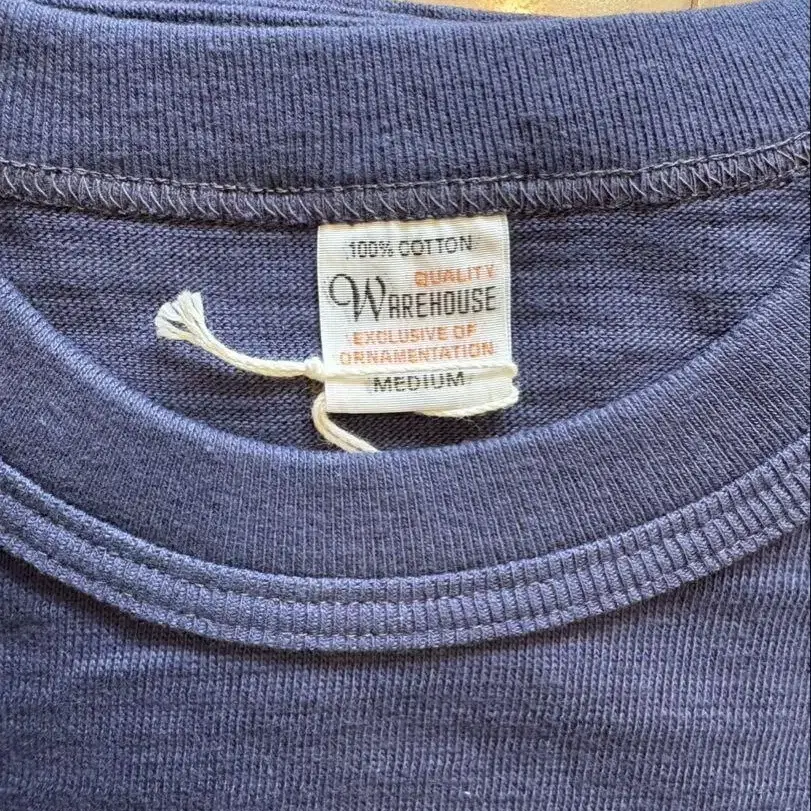 100% COTTON
QUALITY
WAREHOUSE
EXCLUSIVE OF
ORNAMENTATION
MEDIUM